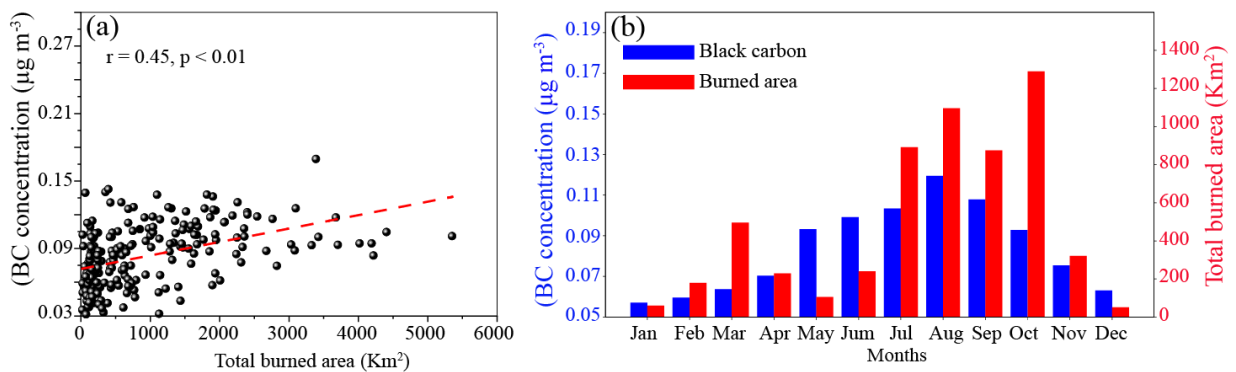 (a)
r = 0.45, p < 0.01
(BC concentration (μg m⁻³)
0.27
0.21
0.15
0.09
0.03
0 1000 2000 3000 4000 5000 6000
Total burned area (Km²)
(b)
Black carbon
Burned area
(BC concentration (μg m⁻³)
0.19
0.17
0.15
0.13
0.11
0.09
0.07
0.05
Total burned area (Km²)
1400
1200
1000
800
600
400
200
0
Jan Feb Mar Apr May Jum Jul Aug Sep Oct Nov Dec
Months